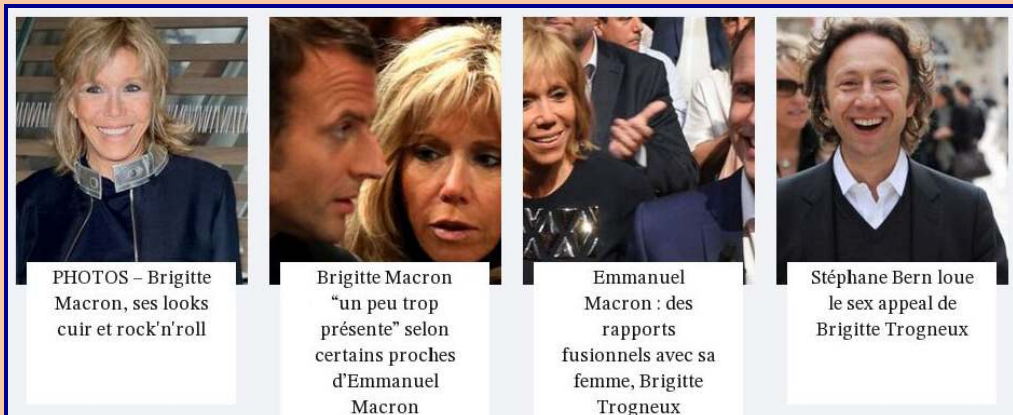 PHOTOS – Brigitte
Macron, ses looks
cuir et rock'n'roll
Brigitte Macron
“un peu trop
présente” selon
certains proches
d’Emmanuel
Macron
Emmanuel
Macron : des
rapports
fusionnels avec sa
femme, Brigitte
Trogneux
Stéphane Bern loue
le sex appeal de
Brigitte Trogneux